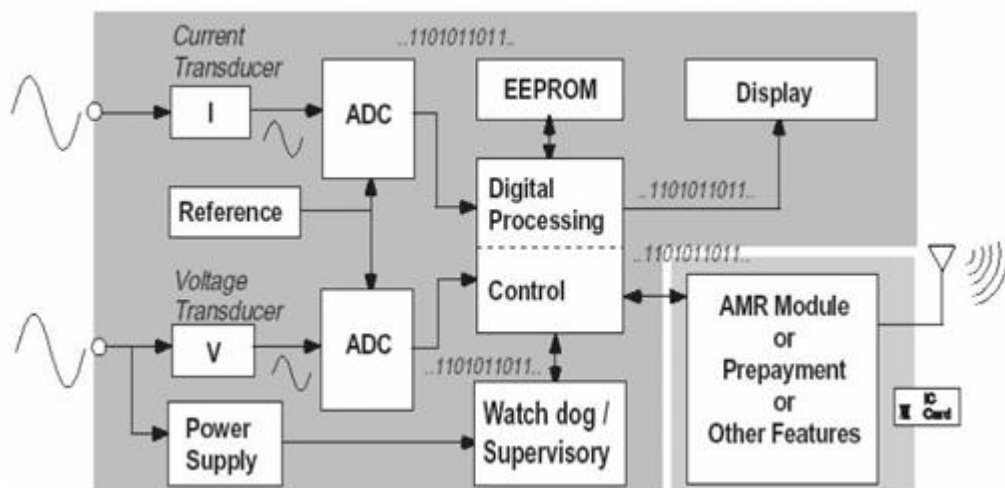 Current
Transducer
..1101011011..
I
ADC
EEPROM
Display
Reference
Digital
Processing
..1101011011..
Voltage
Transducer
Control
..1101011011..
V
ADC
..1101011011..
AMR Module
or
Prepayment
or
Other Features
Power
Supply
Watch dog /
Supervisory
IC
Card